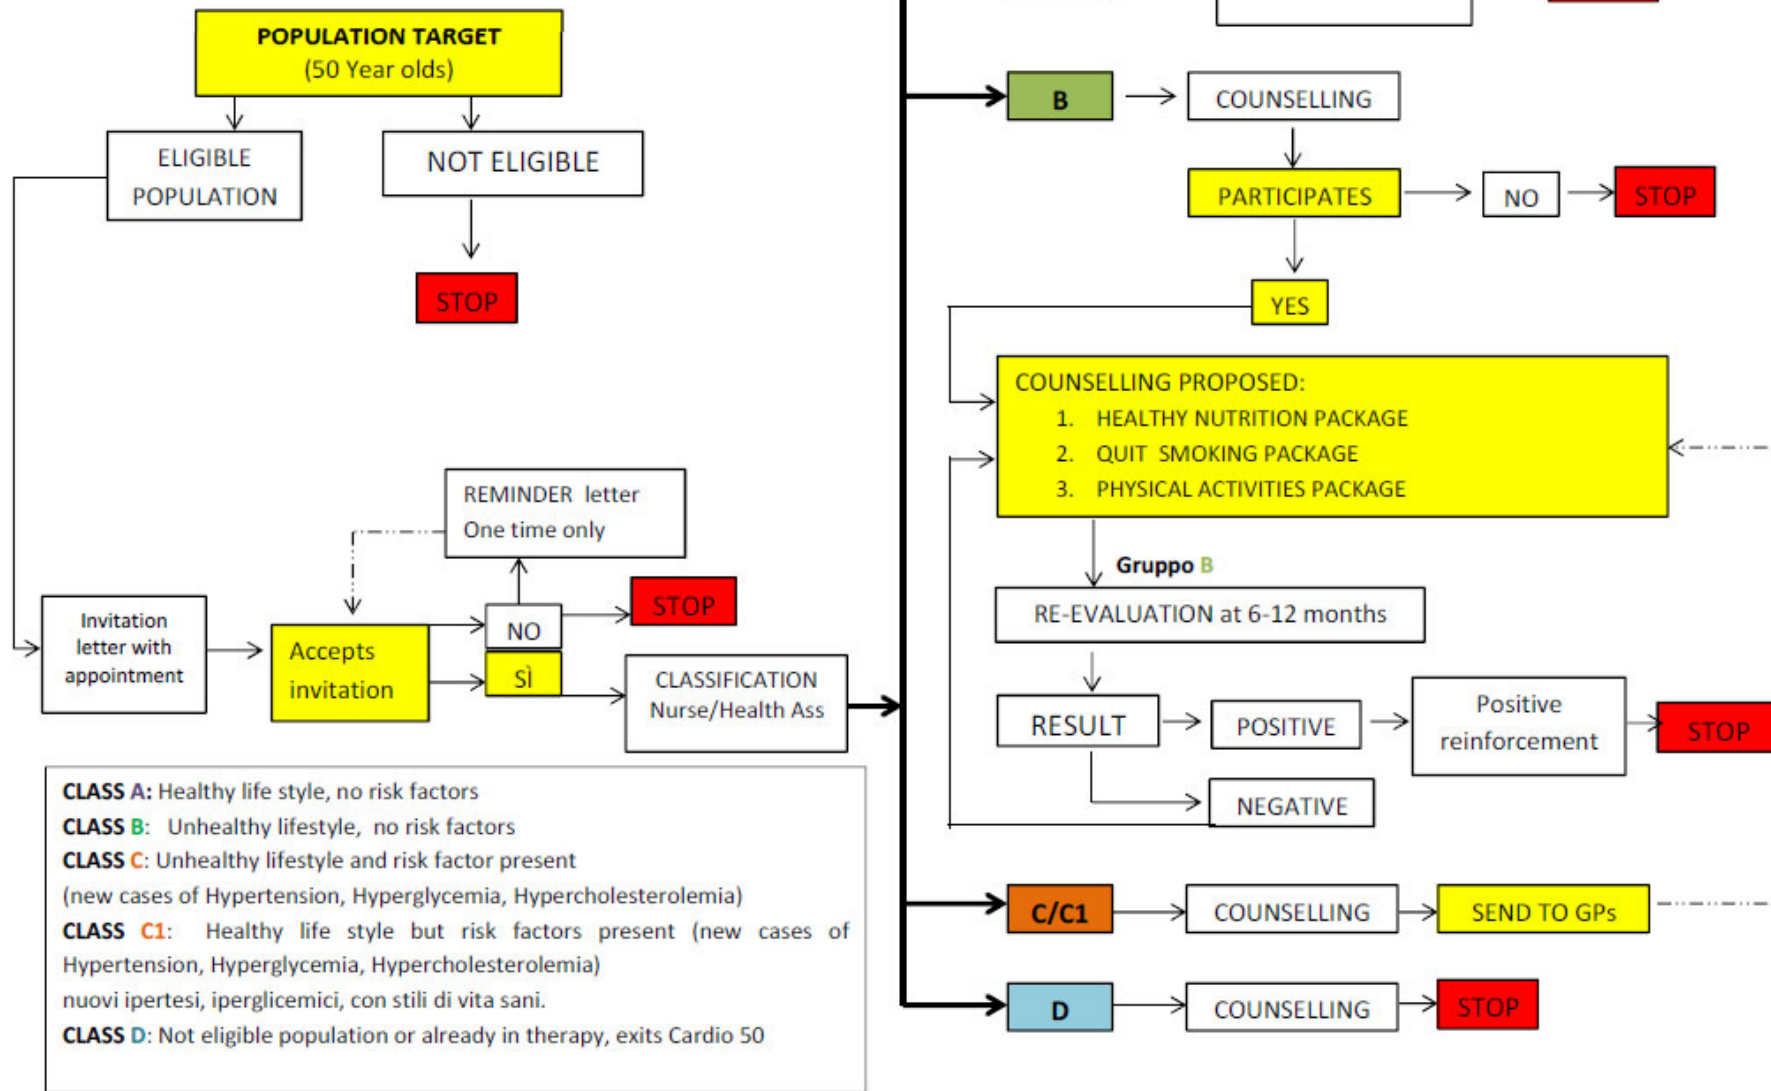 POPULATION TARGET
(50 Year olds)
ELIGIBLE
POPULATION
NOT ELIGIBLE
STOP
REMINDER letter
One time only
Invitation
letter with
appointment
Accepts
invitation
NO
STOP
SÌ
CLASSIFICATION
Nurse/Health Ass
CLASS A: Healthy life style, no risk factors
CLASS B: Unhealthy lifestyle, no risk factors
CLASS C: Unhealthy lifestyle and risk factor present
(new cases of Hypertension, Hyperglycemia, Hypercholesterolemia)
CLASS C1: Healthy life style but risk factors present (new cases of
Hypertension, Hyperglycemia, Hypercholesterolemia)
nuovi ipertesi, iperglicemici, con stili di vita sani.
CLASS D: Not eligible population or already in therapy, exits Cardio 50
B
COUNSELLING
PARTICIPATES
NO
STOP
YES
COUNSELLING PROPOSED:
1. HEALTHY NUTRITION PACKAGE
2. QUIT SMOKING PACKAGE
3. PHYSICAL ACTIVITIES PACKAGE
Gruppo B
RE-EVALUATION at 6-12 months
RESULT
POSITIVE
Positive
reinforcement
STOP
NEGATIVE
C/C1
COUNSELLING
SEND TO GPs
D
COUNSELLING
STOP